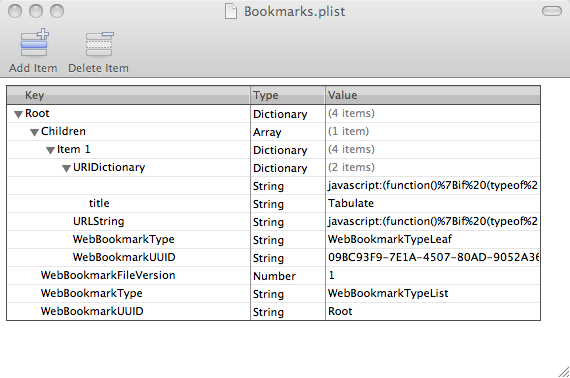 Bookmarks.plist
Add Item Delete Item
Key Type Value
Root Dictionary (4 items)
Children Array (1 item)
Item 1 Dictionary (4 items)
URIDictionary Dictionary (2 items)
String javascript:(function()%7Bif%20(typeof%2
title String Tabulate
URLString String javascript:(function()%7Bif%20(typeof%2
WebBookmarkType String WebBookmarkTypeLeaf
WebBookmarkUUID String 09BC93F9-7E1A-4507-80AD-9052A36
WebBookmarkFileVersion Number 1
WebBookmarkType String WebBookmarkTypeList
WebBookmarkUUID String Root